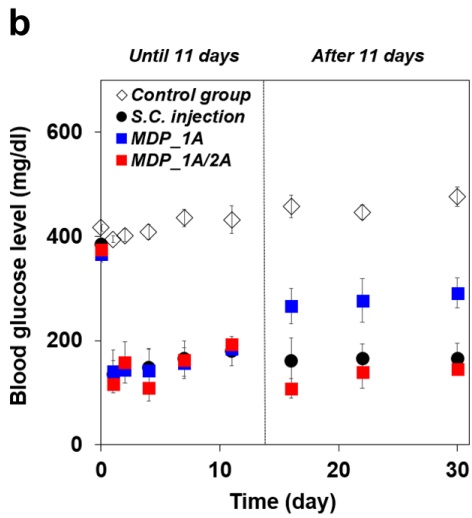 b
Until 11 days After 11 days
Control group
S.C. injection
MDP_1A
MDP_1A/2A
Blood glucose level (mg/dl)
600
400
200
0
0 10 20 30
Time (day)